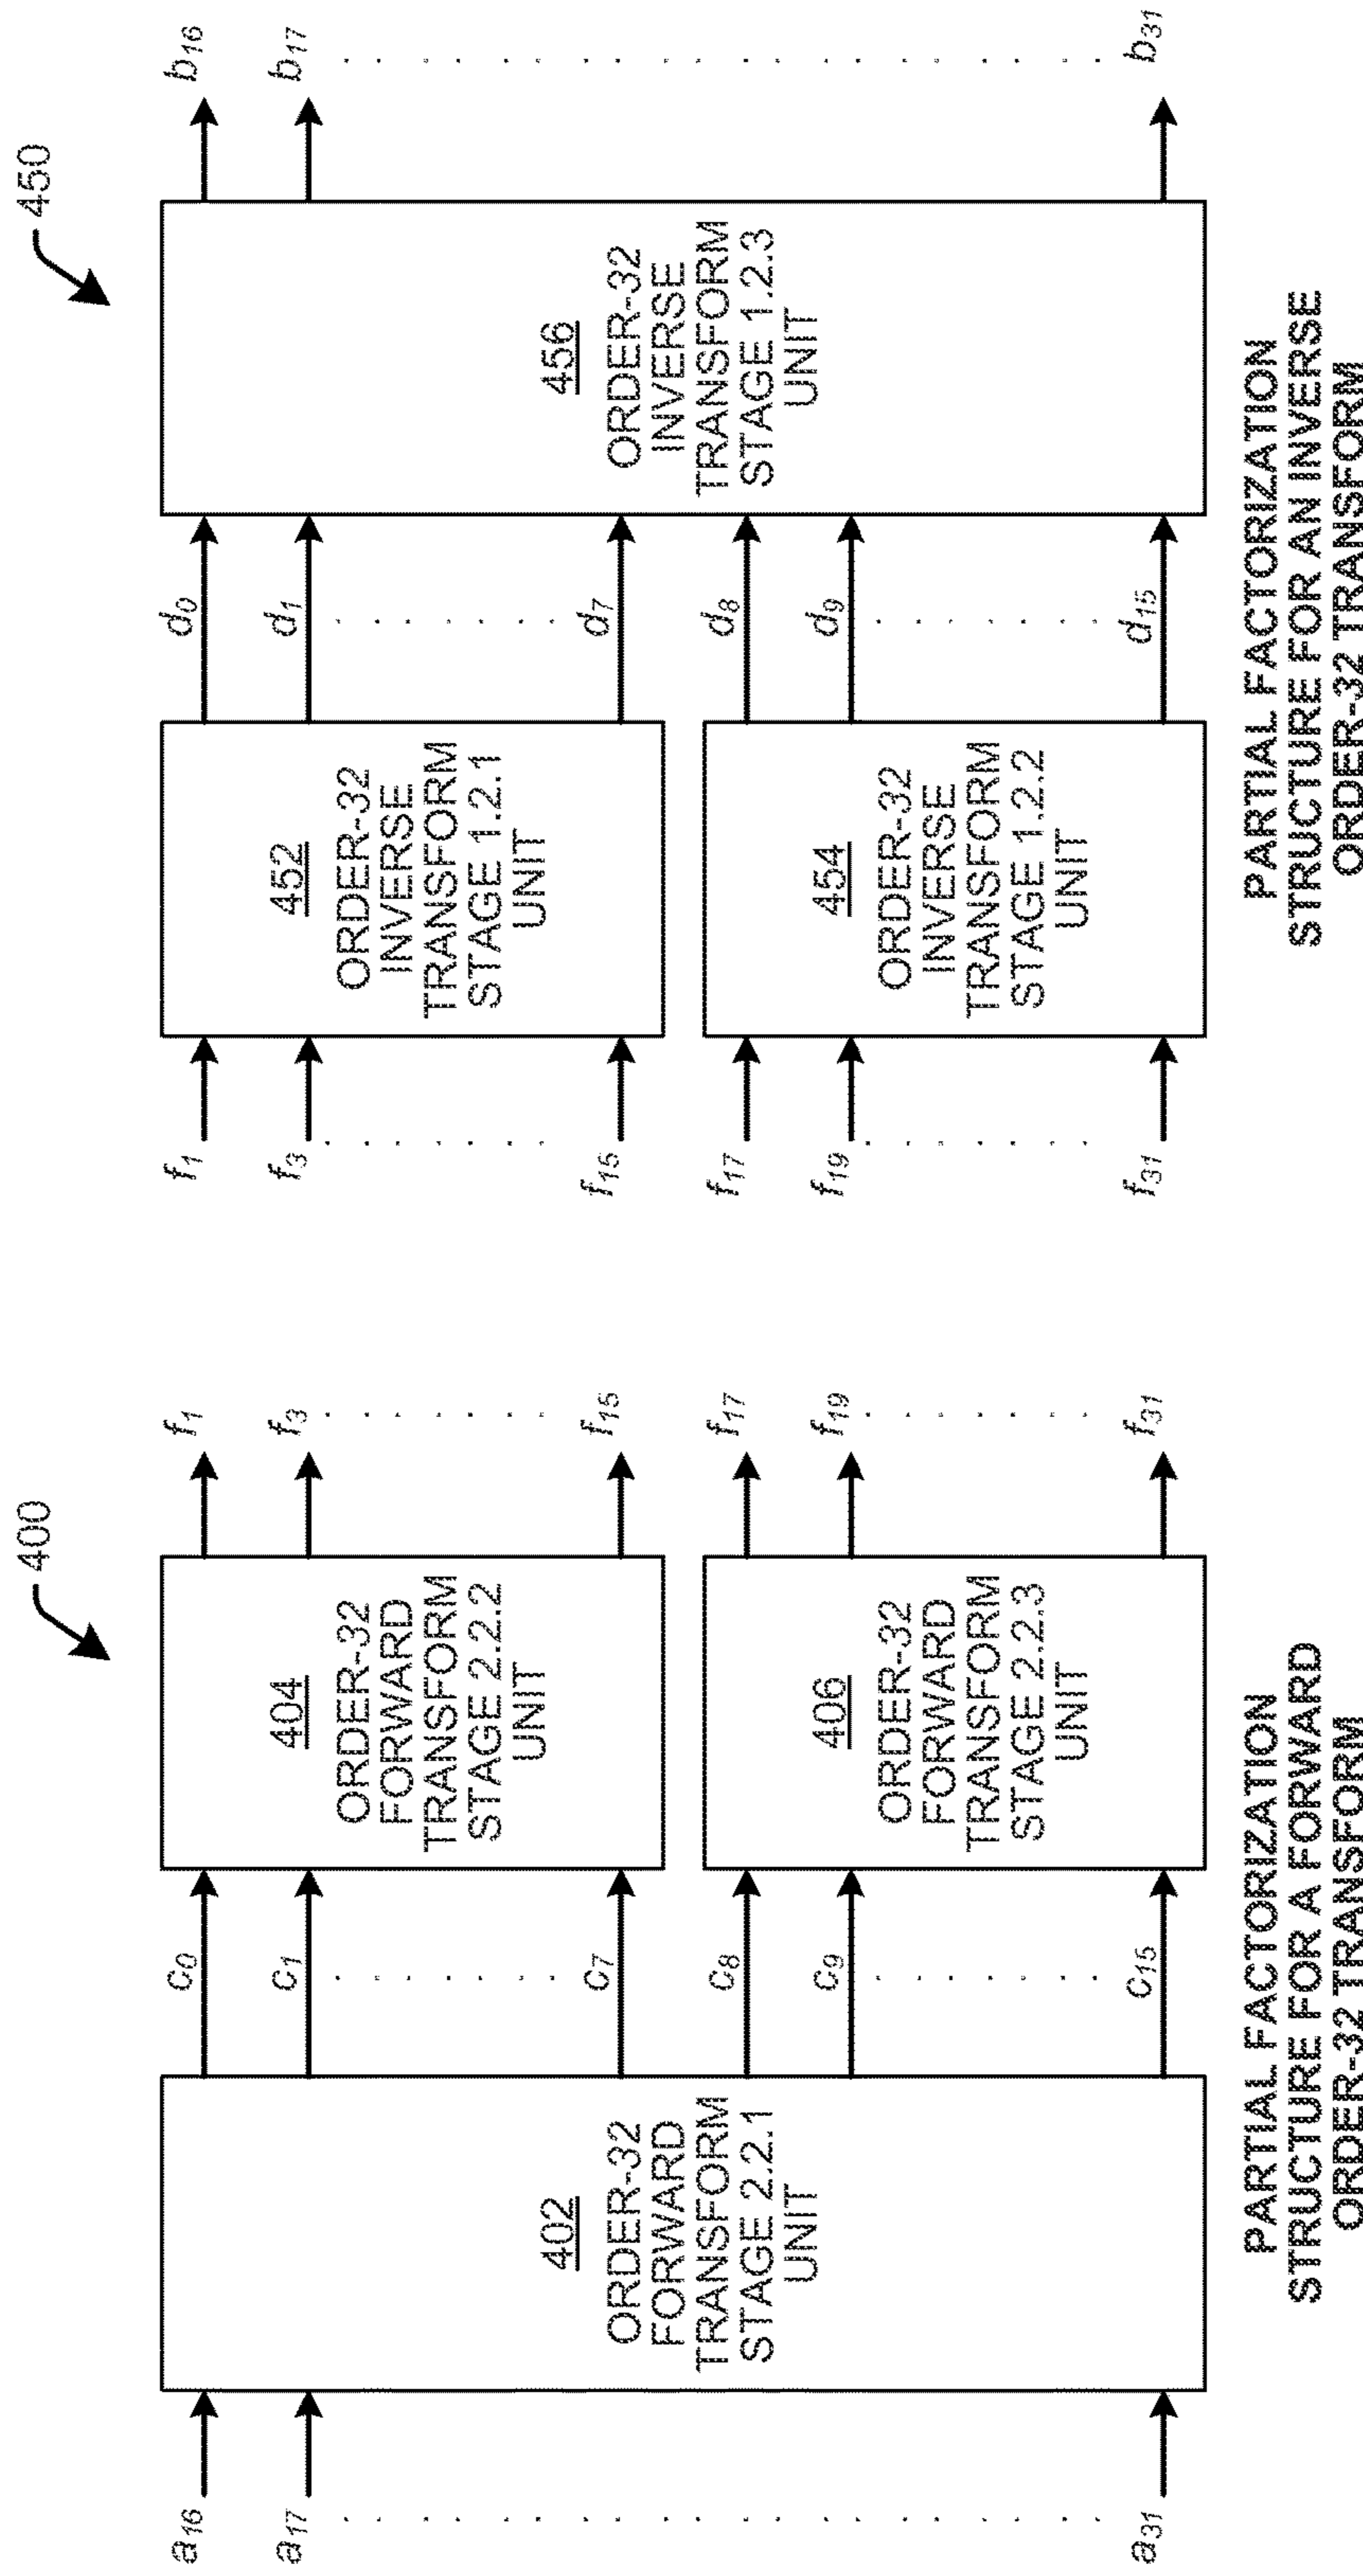 400
a16
a17
a31
402
ORDER-32
FORWARD
TRANSFORM
STAGE 2.2.1
UNIT
c0
c1
c7
c8
c9
c15
404
ORDER-32
FORWARD
TRANSFORM
STAGE 2.2.2
UNIT
406
ORDER-32
FORWARD
TRANSFORM
STAGE 2.2.3
UNIT
f1
f3
f15
f17
f19
f31
PARTIAL FACTORIZATION
STRUCTURE FOR A FORWARD
ORDER-32 TRANSFORM
450
f1
f3
f15
f17
f19
f31
452
ORDER-32
INVERSE
TRANSFORM
STAGE 1.2.1
UNIT
454
ORDER-32
INVERSE
TRANSFORM
STAGE 1.2.2
UNIT
d0
d1
d7
d8
d9
d15
456
ORDER-32
INVERSE
TRANSFORM
STAGE 1.2.3
UNIT
b16
b17
b31
PARTIAL FACTORIZATION
STRUCTURE FOR AN INVERSE
ORDER-32 TRANSFORM